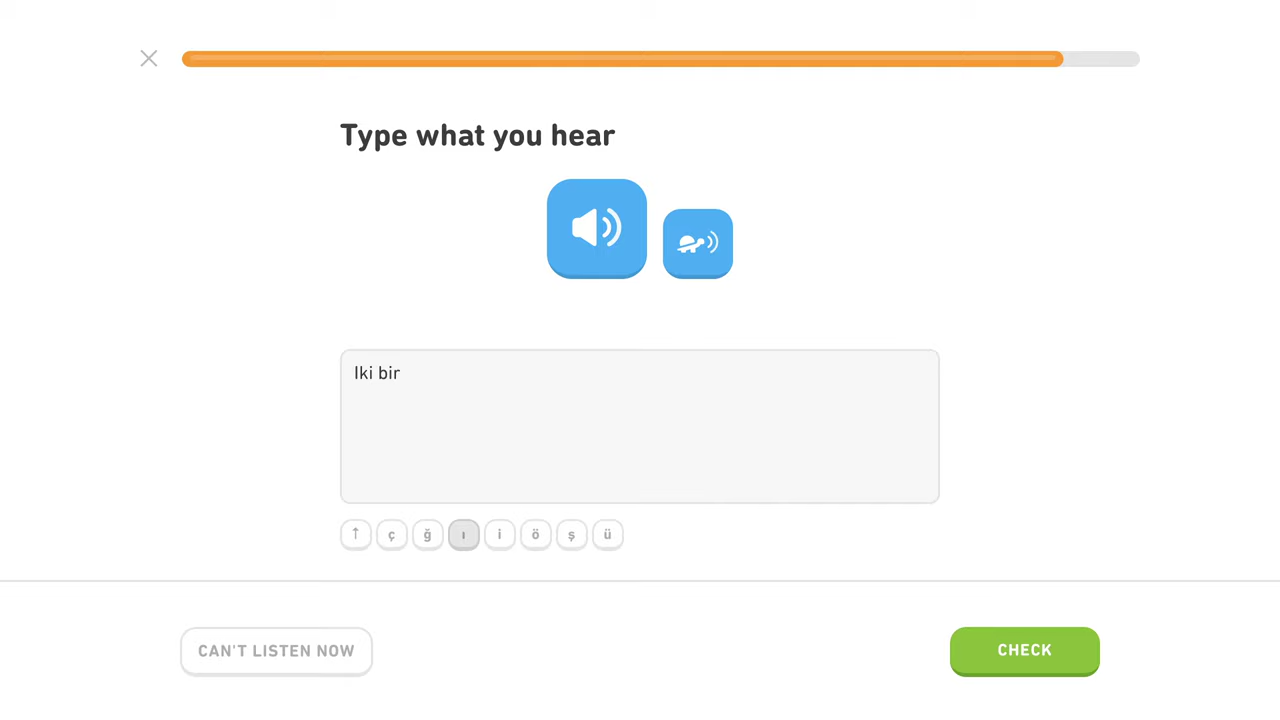 Type what you hear
Iki bir
↑ ç ğ ı i ö ş ü
CAN'T LISTEN NOW
CHECK